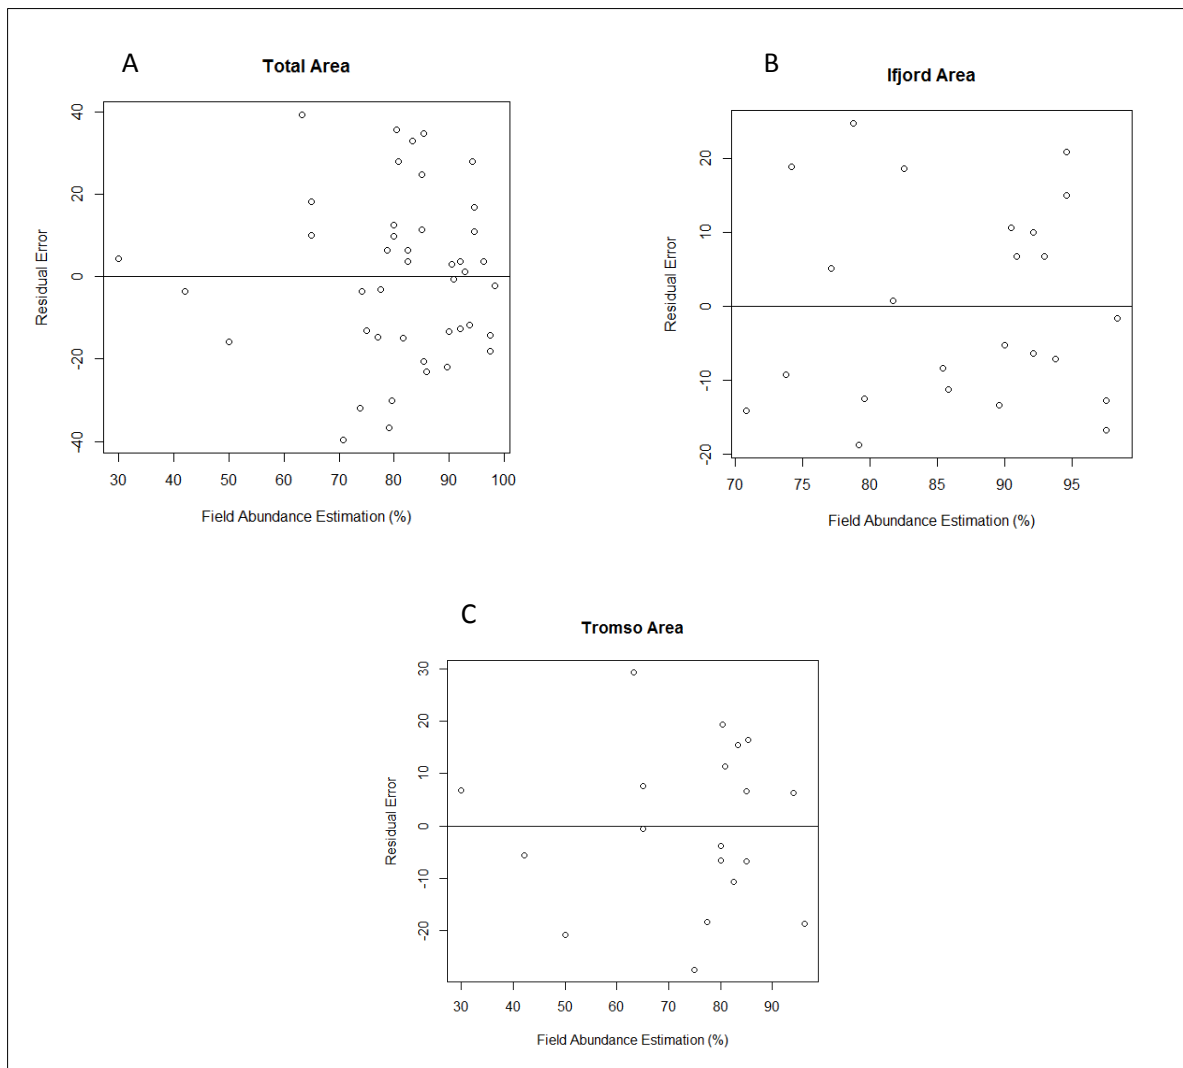 A
Total Area
40
20
0
-20
-40
Residual Error
30 40 50 60 70 80 90 100
Field Abundance Estimation (%)
B
Ifjord Area
20
10
0
-10
-20
Residual Error
70 75 80 85 90 95
Field Abundance Estimation (%)
C
Tromso Area
30
20
10
0
-10
-20
Residual Error
30 40 50 60 70 80 90
Field Abundance Estimation (%)